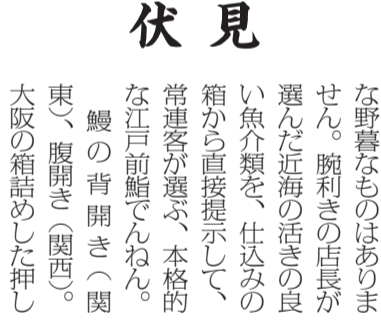 伏見
な野暮なものはありま
せん。腕利きの店長が
選んだ近海の活きの良
い魚介類を、仕込みの
箱から直接提示して、
常連客が選ぶ、本格的
な江戸前鮨でんねん。
鰻の背開き（関
東）、腹開き（関西）。
大阪の箱詰めした押し